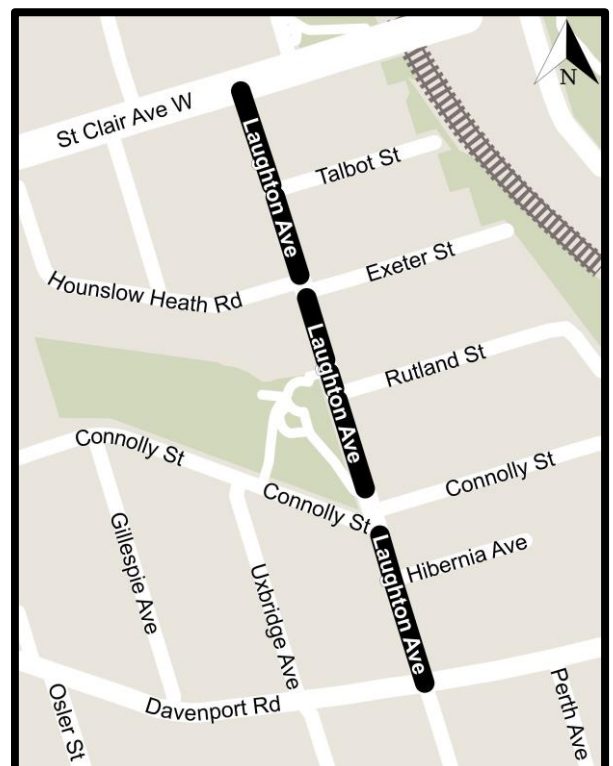 N
St Clair Ave W
Laughton Ave
Talbot St
Exeter St
Hounslow Heath Rd
Laughton Ave
Rutland St
Connolly St
Connolly St
Connolly St
Gillespie Ave
Uxbridge Ave
Laughton Ave
Hibernia Ave
Davenport Rd
Osler St
Perth Ave